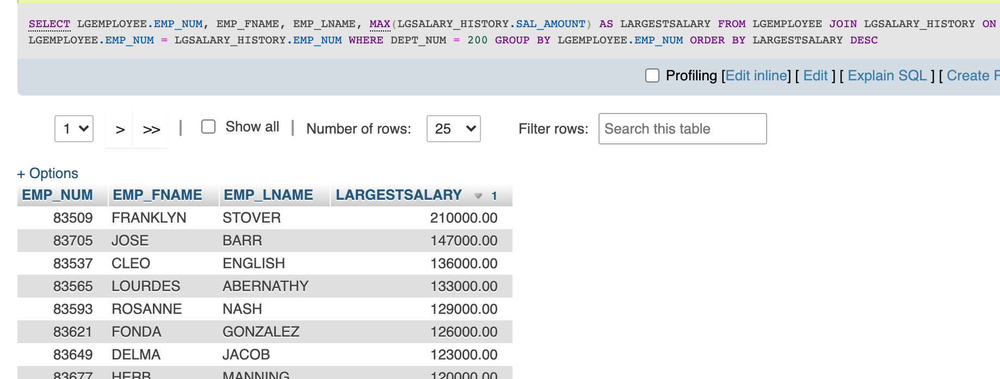 SELECT LGEMPLOYEE.EMP_NUM, EMP_FNAME, EMP_LNAME, MAX(LGSALARY_HISTORY.SAL_AMOUNT) AS LARGESTSALARY FROM LGEMPLOYEE JOIN LGSALARY_HISTORY ON
LGEMPLOYEE.EMP_NUM = LGSALARY_HISTORY.EMP_NUM WHERE DEPT_NUM = 200 GROUP BY LGEMPLOYEE.EMP_NUM ORDER BY LARGESTSALARY DESC
Profiling [Edit inline] [ Edit ] [ Explain SQL ] [ Create
1 > >> | Show all | Number of rows: 25 Filter rows: Search this table
+ Options
EMP_NUM EMP_FNAME EMP_LNAME LARGESTSALARY 1
83509 FRANKLYN STOVER 210000.00
83705 JOSE BARR 147000.00
83537 CLEO ENGLISH 136000.00
83565 LOURDES ABERNATHY 133000.00
83593 ROSANNE NASH 129000.00
83621 FONDA GONZALEZ 126000.00
83649 DELMA JACOB 123000.00
83677 HERB MANNING 120000.00